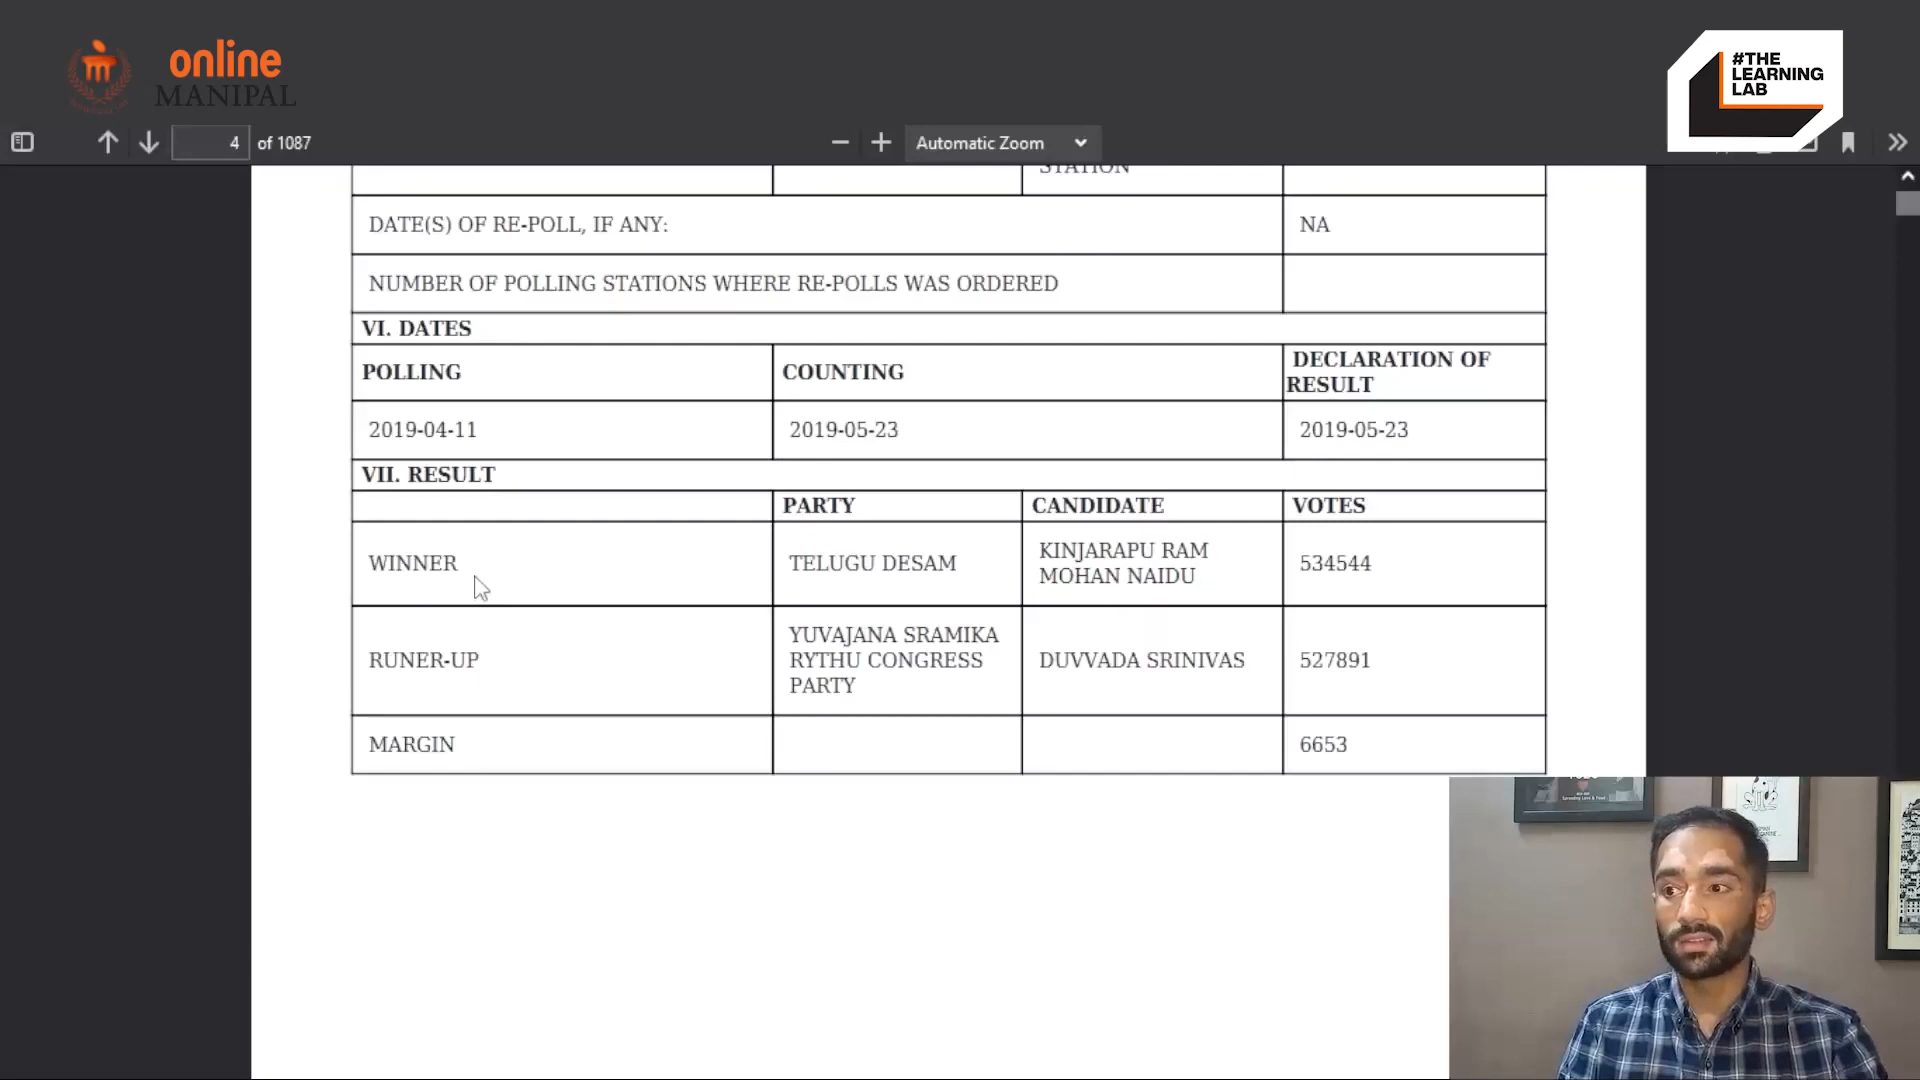 online
MANIPAL
#THE
LEARNING
LAB
4 of 1087
Automatic Zoom
STATION
DATE(S) OF RE-POLL, IF ANY: NA
NUMBER OF POLLING STATIONS WHERE RE-POLLS WAS ORDERED
VI. DATES
POLLING COUNTING DECLARATION OF
RESULT
2019-04-11 2019-05-23 2019-05-23
VII. RESULT
PARTY CANDIDATE VOTES
WINNER TELUGU DESAM KINJARAPU RAM
MOHAN NAIDU 534544
RUNER-UP YUVAJANA SRAMIKA
RYTHU CONGRESS
PARTY DUVVADA SRINIVAS 527891
MARGIN 6653